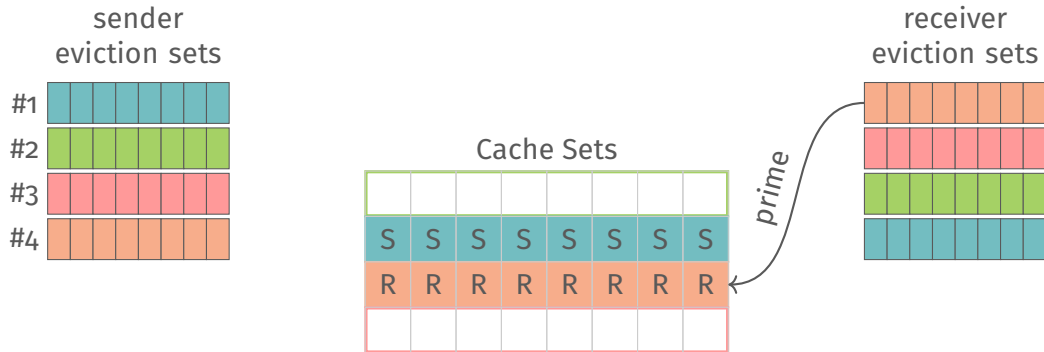 sender
eviction sets
receiver
eviction sets
#1
#2
#3
#4
Cache Sets
prime
S S S S S S S S
R R R R R R R R